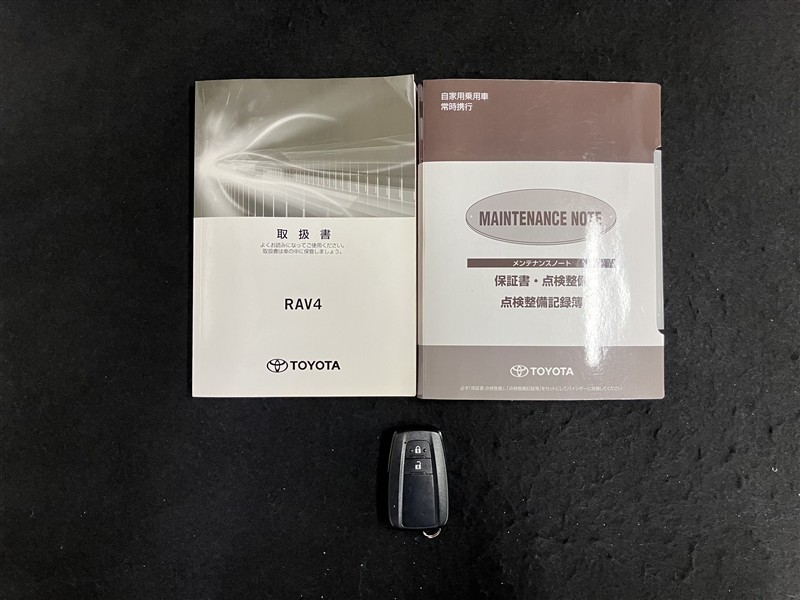 取扱書
よくお読みになってご使用ください。
取扱書は車の中に保管しましょう。
RAV4
TOYOTA
自家用乗用車
常時携行
MAINTENANCE NOTE
メンテナンスノート
保証書・点検整備
点検整備記録簿
TOYOTA